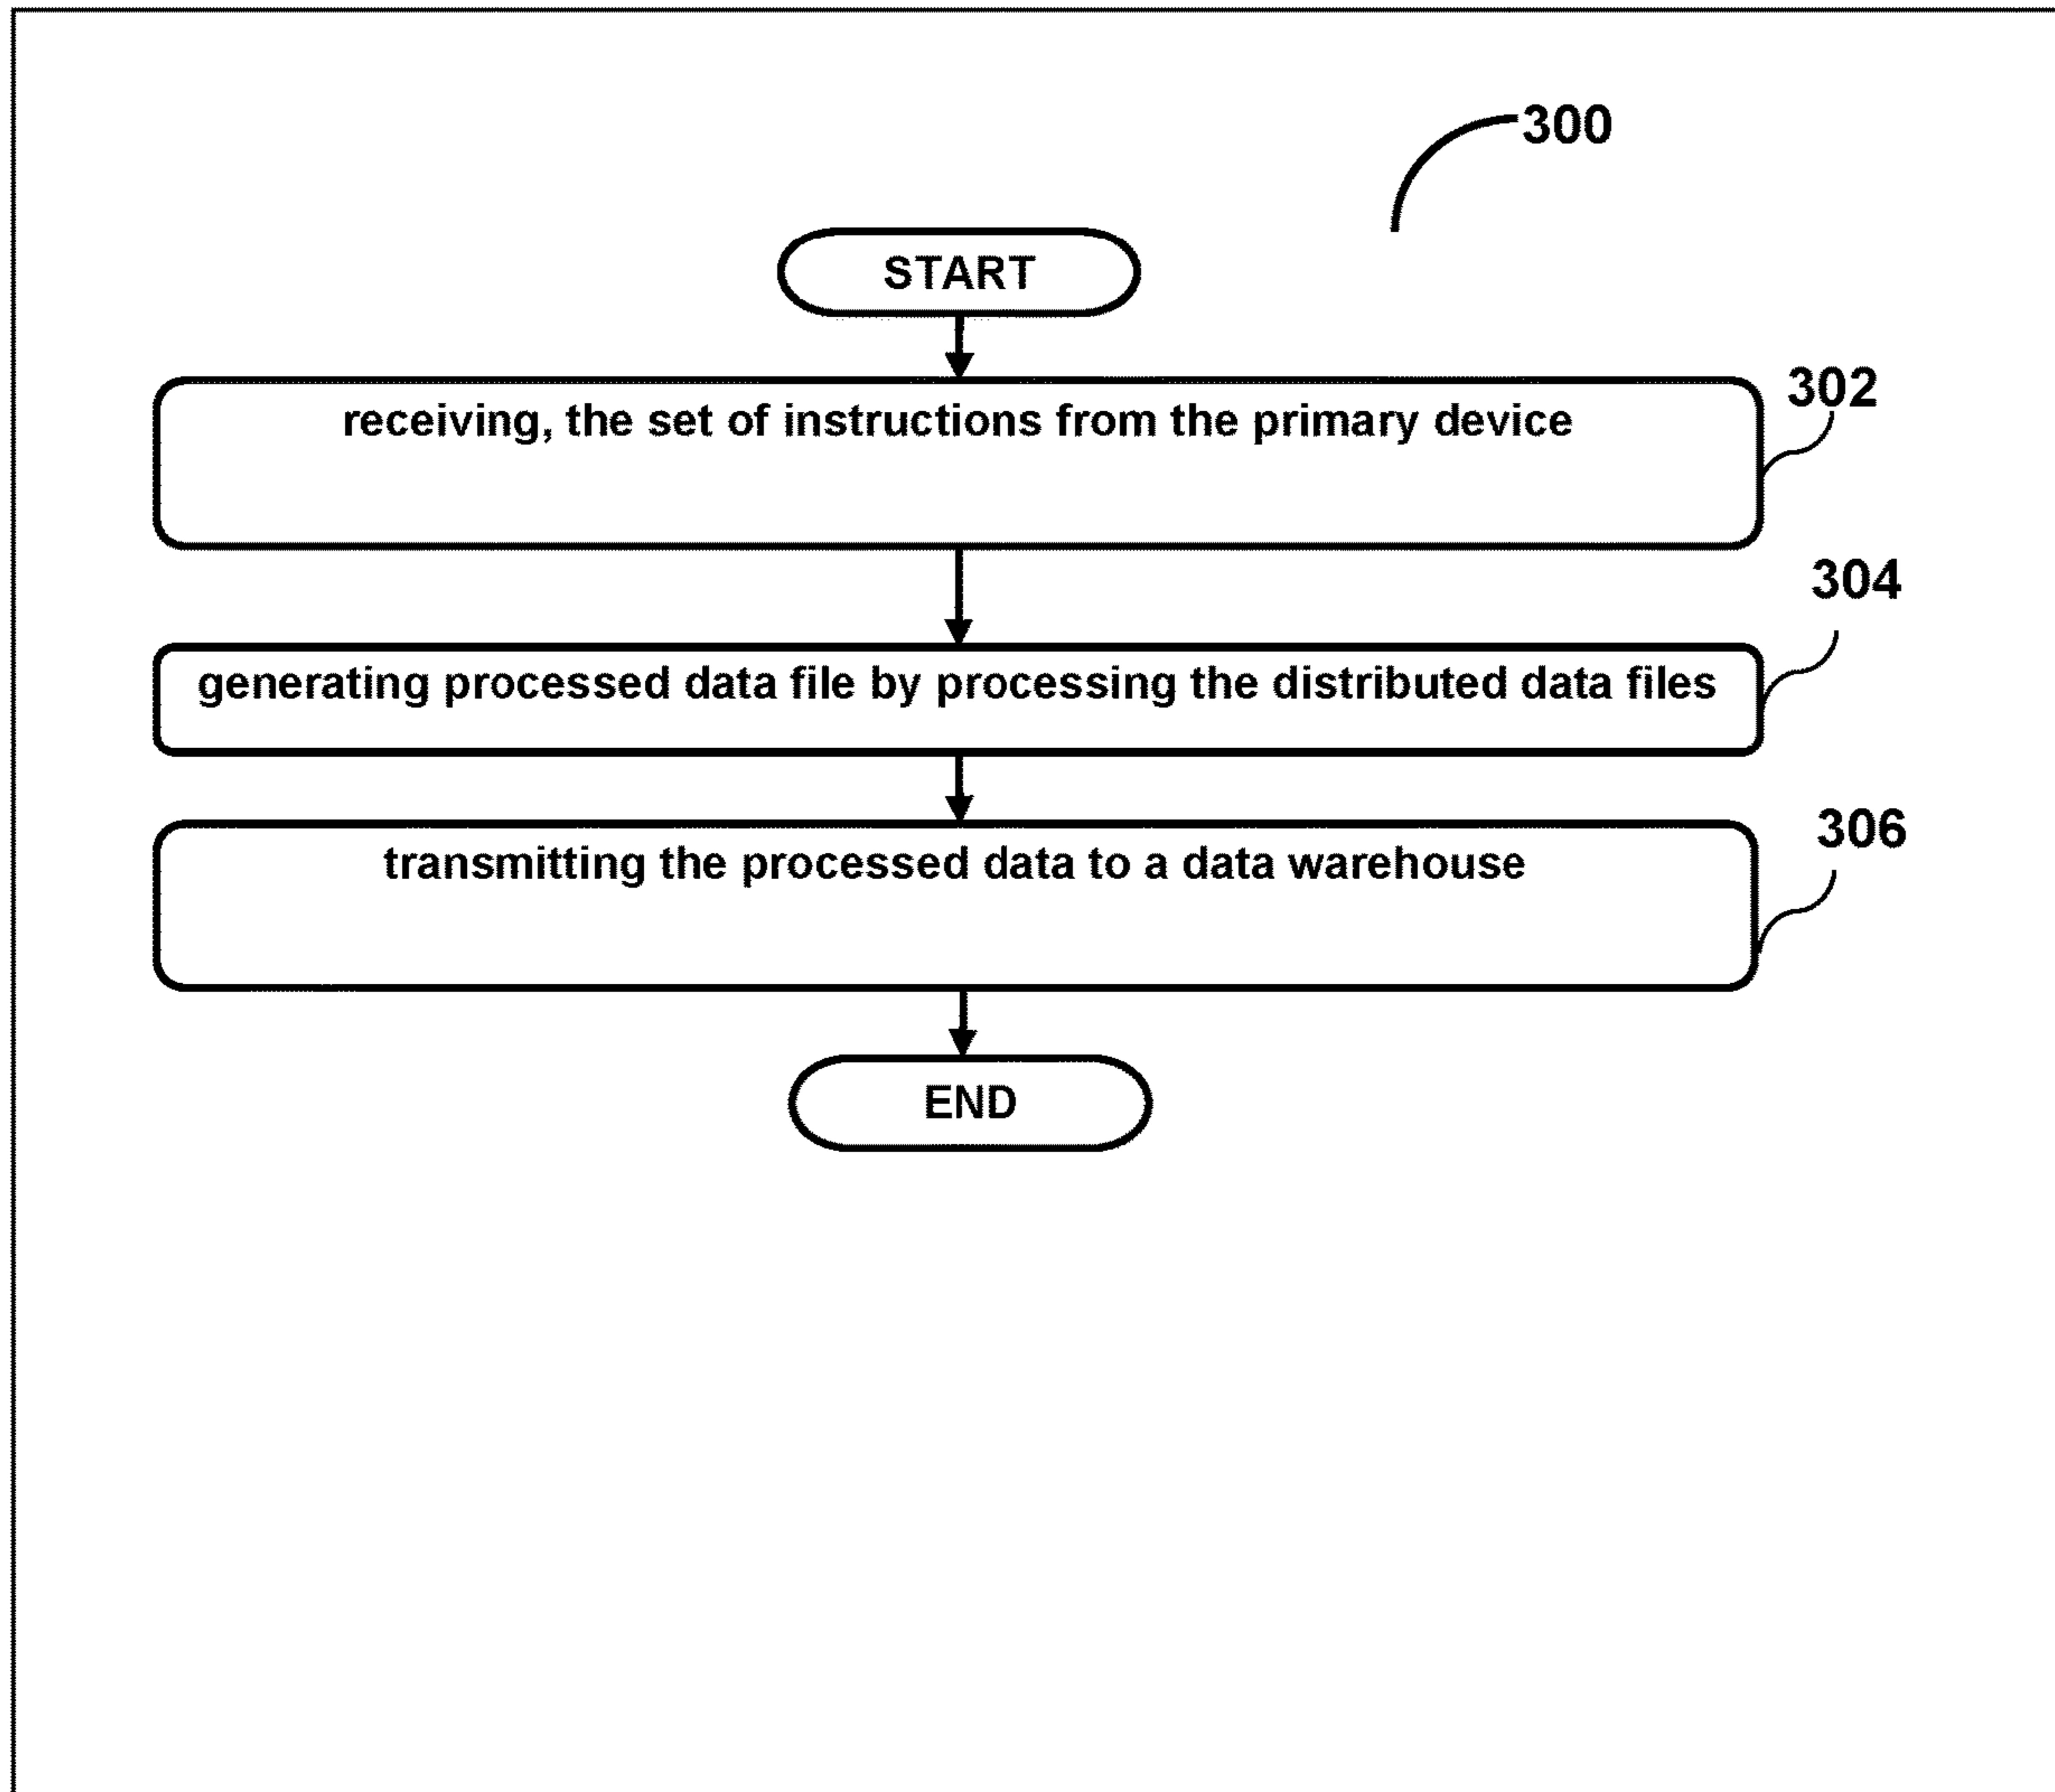 300
START
receiving, the set of instructions from the primary device
302
304
generating processed data file by processing the distributed data files
306
transmitting the processed data to a data warehouse
END